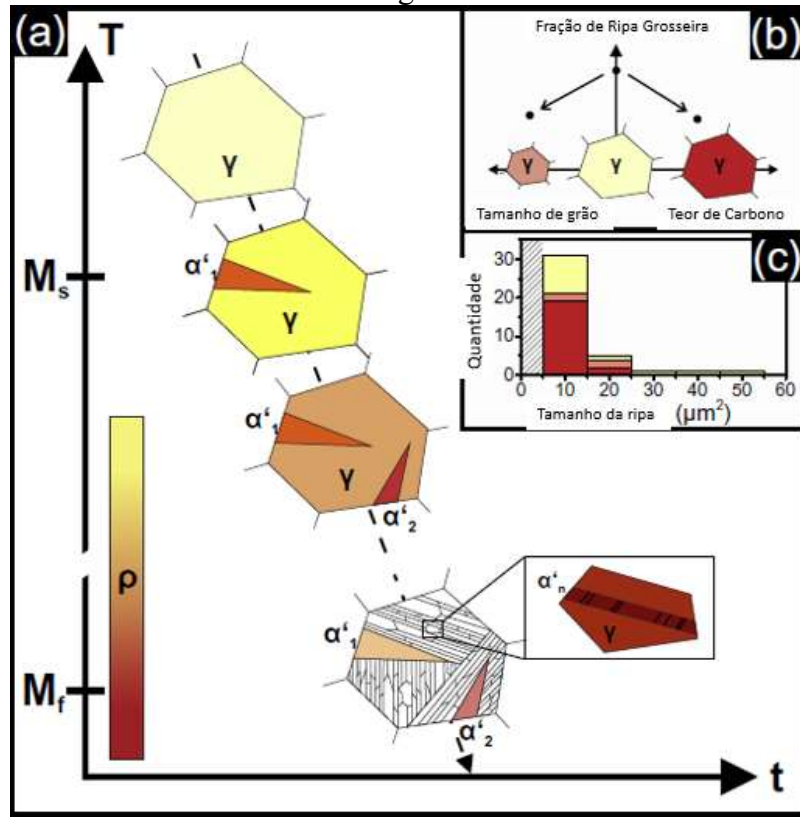 (a)
T
γ
Ms
α'1
γ
α'1
γ
α'2
ρ
α'1
α'2
α'n
γ
Mf
t
(b)
Fração de Ripa Grosseira
γ
γ
γ
Tamanho de grão
Teor de Carbono
(c)
Quantidade
30
20
10
0
0
10
20
30
40
50
60
Tamanho da ripa
(μm²)